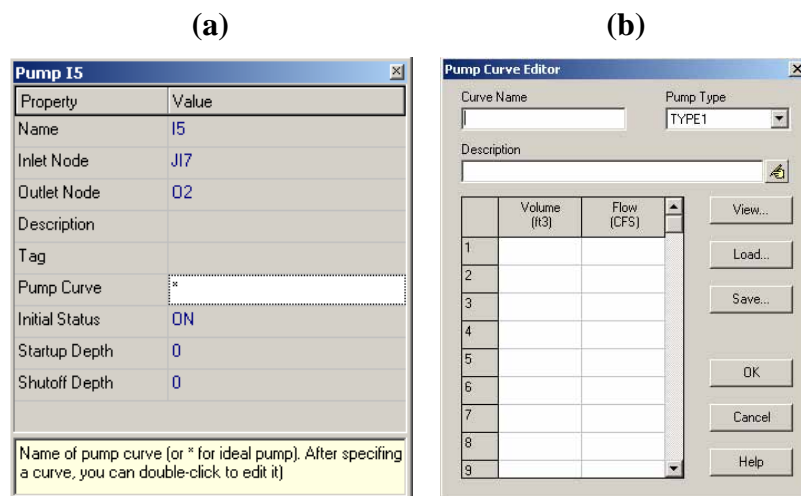 (a)
(b)
Pump I5
Property Value
Name I5
Inlet Node JI7
Outlet Node O2
Description
Tag
Pump Curve *
Initial Status ON
Startup Depth 0
Shutoff Depth 0
Name of pump curve (or * for ideal pump). After specifing
a curve, you can double-click to edit it)
Pump Curve Editor
Curve Name Pump Type
TYPE1
Description
Volume Flow
(ft3) (CFS)
1
2
3
4
5
6
7
8
9
View...
Load...
Save...
OK
Cancel
Help